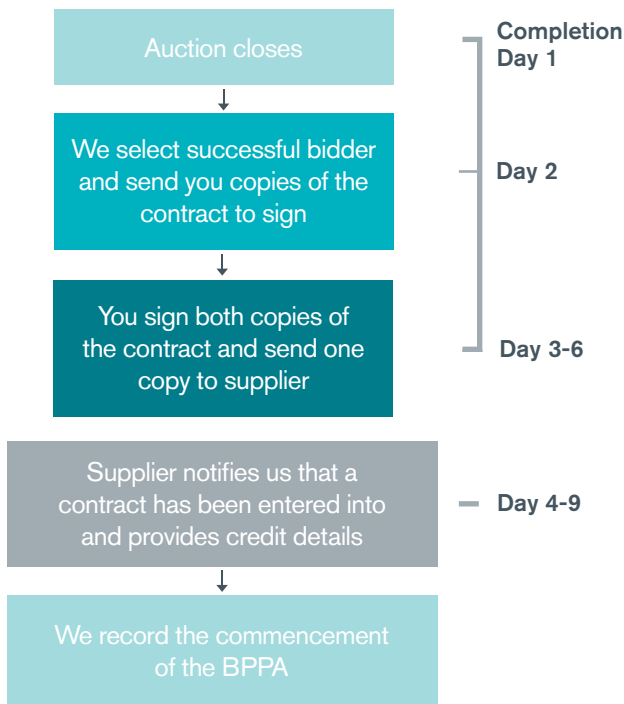 Auction closes
Completion
Day 1
We select successful bidder
and send you copies of the
contract to sign
Day 2
You sign both copies of
the contract and send one
copy to supplier
Day 3-6
Supplier notifies us that a
contract has been entered into
and provides credit details
Day 4-9
We record the commencement
of the BPPA